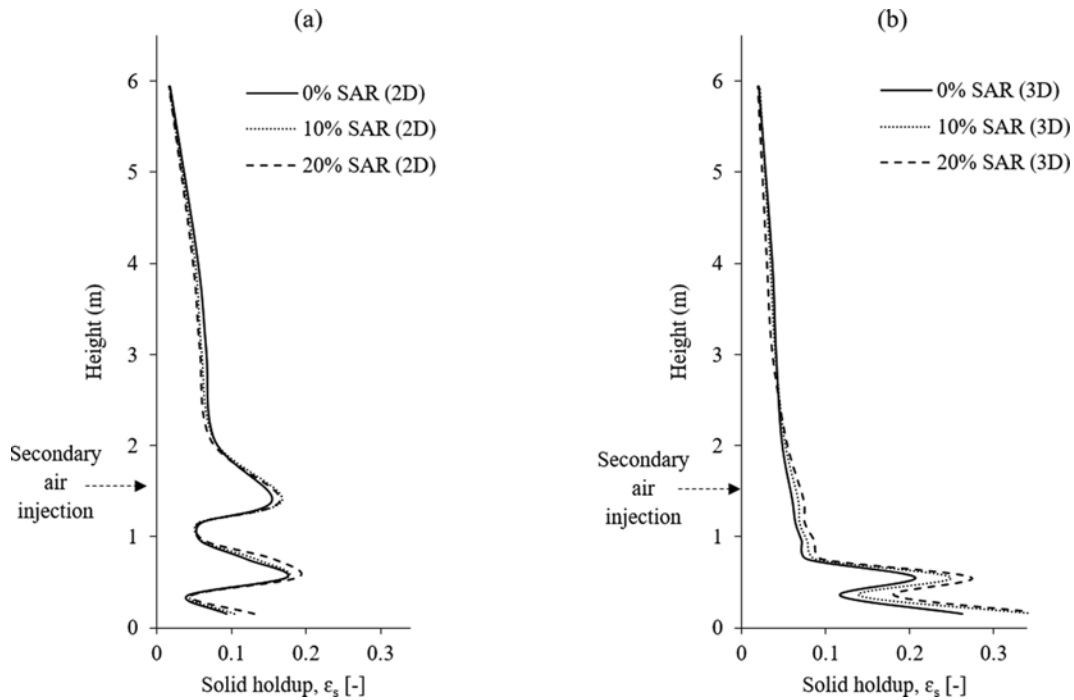 (a)
6
5
4
3
2
1
0
0
0.1
0.2
0.3
Height (m)
Solid holdup, εs [-]
0% SAR (2D)
10% SAR (2D)
20% SAR (2D)
Secondary
air
injection
(b)
6
5
4
3
2
1
0
0
0.1
0.2
0.3
Height (m)
Solid holdup, εs [-]
0% SAR (3D)
10% SAR (3D)
20% SAR (3D)
Secondary
air
injection